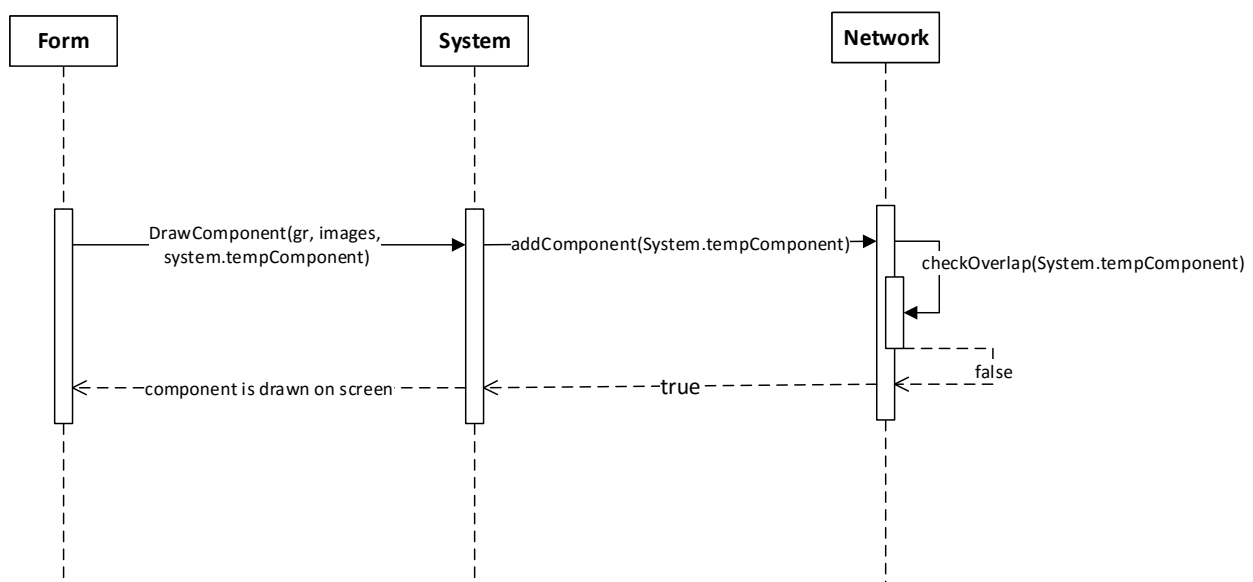 Form
System
Network
DrawComponent(gr, images,
system.tempComponent)
addComponent(System.tempComponent)
checkOverlap(System.tempComponent)
false
component is drawn on screen
true